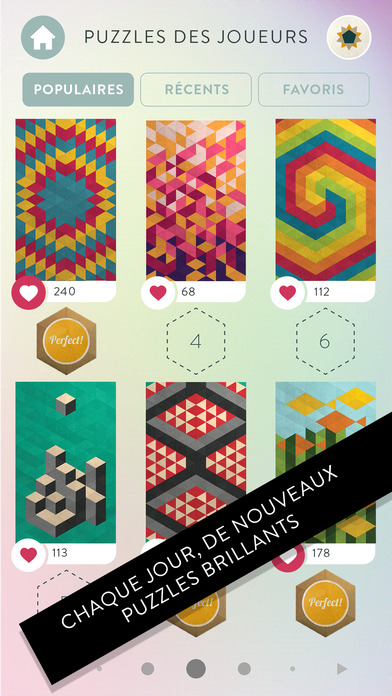 PUZZLES DES JOUEURS
POPULAIRES RÉCENTS FAVORIS
240 68 112
Perfect! 4 6
113 178
CHAQUE JOUR, DE NOUVEAUX
PUZZLES BRILLANTS
Perfect!